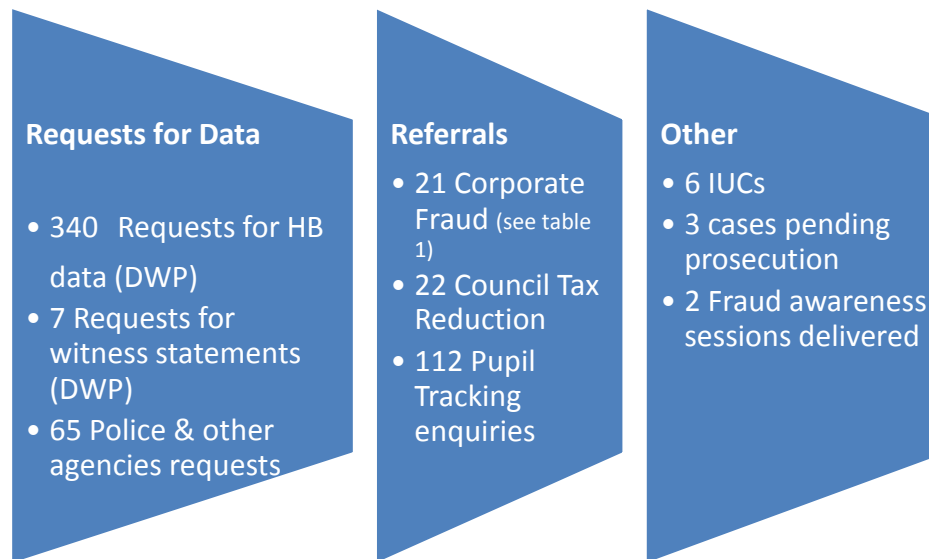 Requests for Data
• 340 Requests for HB
data (DWP)
• 7 Requests for
witness statements
(DWP)
• 65 Police & other
agencies requests
Referrals
• 21 Corporate
Fraud (see table
1)
• 22 Council Tax
Reduction
• 112 Pupil
Tracking
enquiries
Other
• 6 IUCs
• 3 cases pending
prosecution
• 2 Fraud awareness
sessions delivered